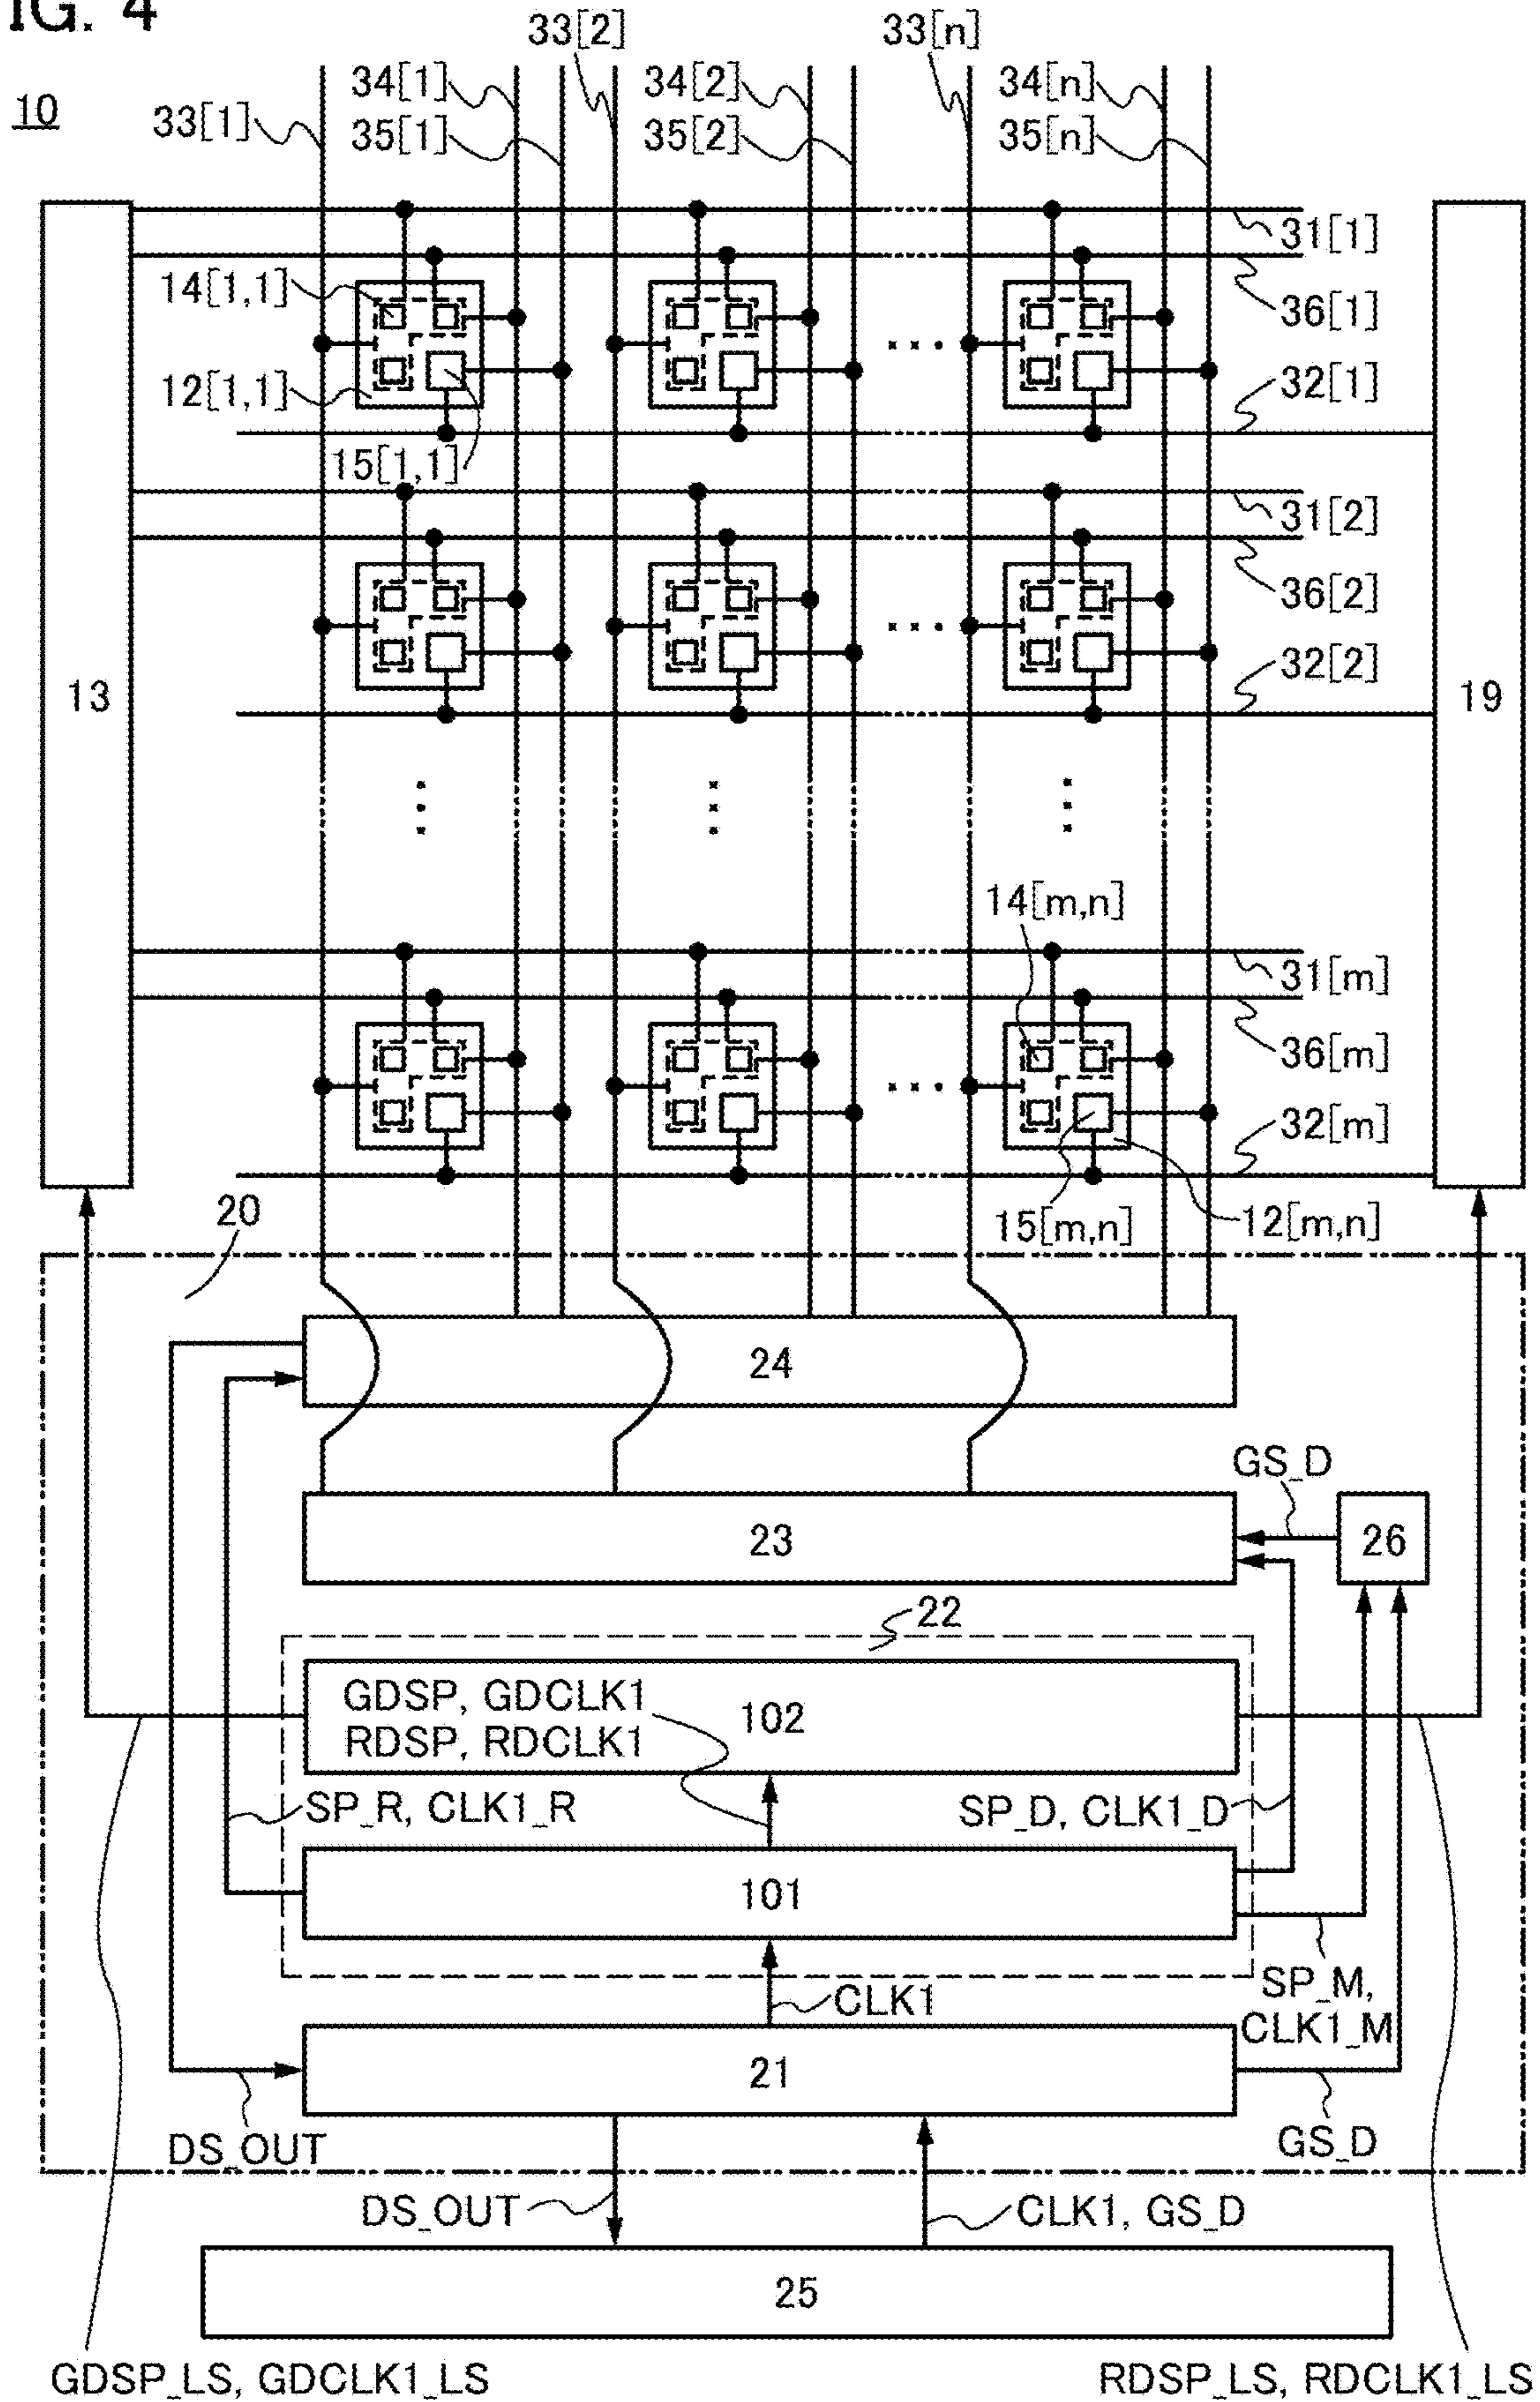 IG. 4
10
33[1]
34[1]
35[1]
33[2]
34[2]
35[2]
33[n]
34[n]
35[n]
31[1]
36[1]
14[1,1]
12[1,1]
32[1]
15[1,1]
31[2]
36[2]
32[2]
13
19
14[m,n]
31[m]
36[m]
32[m]
15[m,n]
12[m,n]
20
24
GS_D
23
26
22
GDSP, GDCLK1
RDSP, RDCLK1
102
SP_R, CLK1_R
SP_D, CLK1_D
101
SP_M,
CLK1_M
CLK1
21
DS_OUT
GS_D
DS_OUT
CLK1, GS_D
25
GDSP_LS, GDCLK1_LS
RDSP_LS, RDCLK1_LS